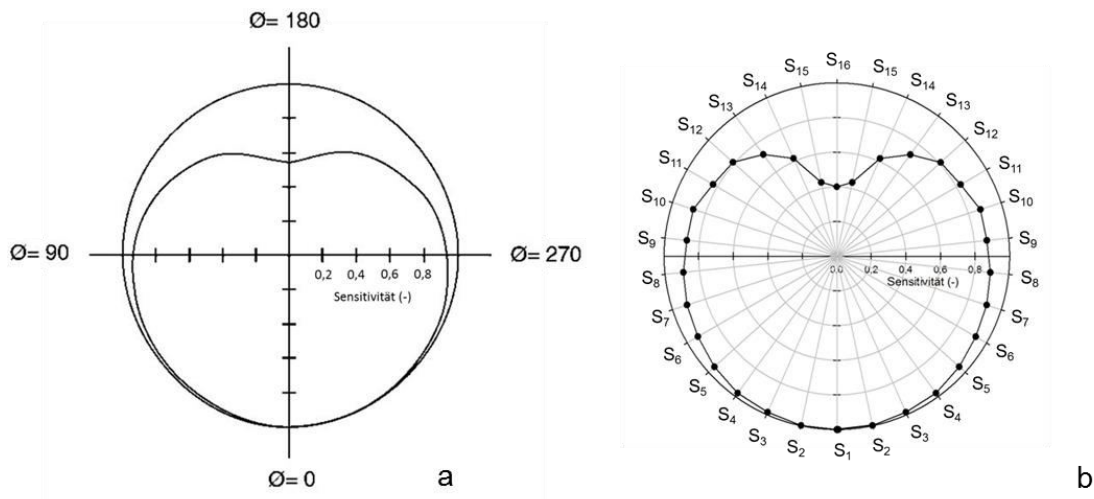 Ø= 180
Ø= 90
Ø= 270
0,2 0,4 0,6 0,8
Sensitivität (-)
Ø= 0
a
S16
S15
S15
S14
S14
S13
S13
S12
S12
S11
S11
S10
S10
S9
S9
0.0 0.2 0.4 0.6 0.8
Sensitivität (-)
S8
S8
S7
S7
S6
S6
S5
S5
S4
S4
S3
S3
S2
S2
S1
b